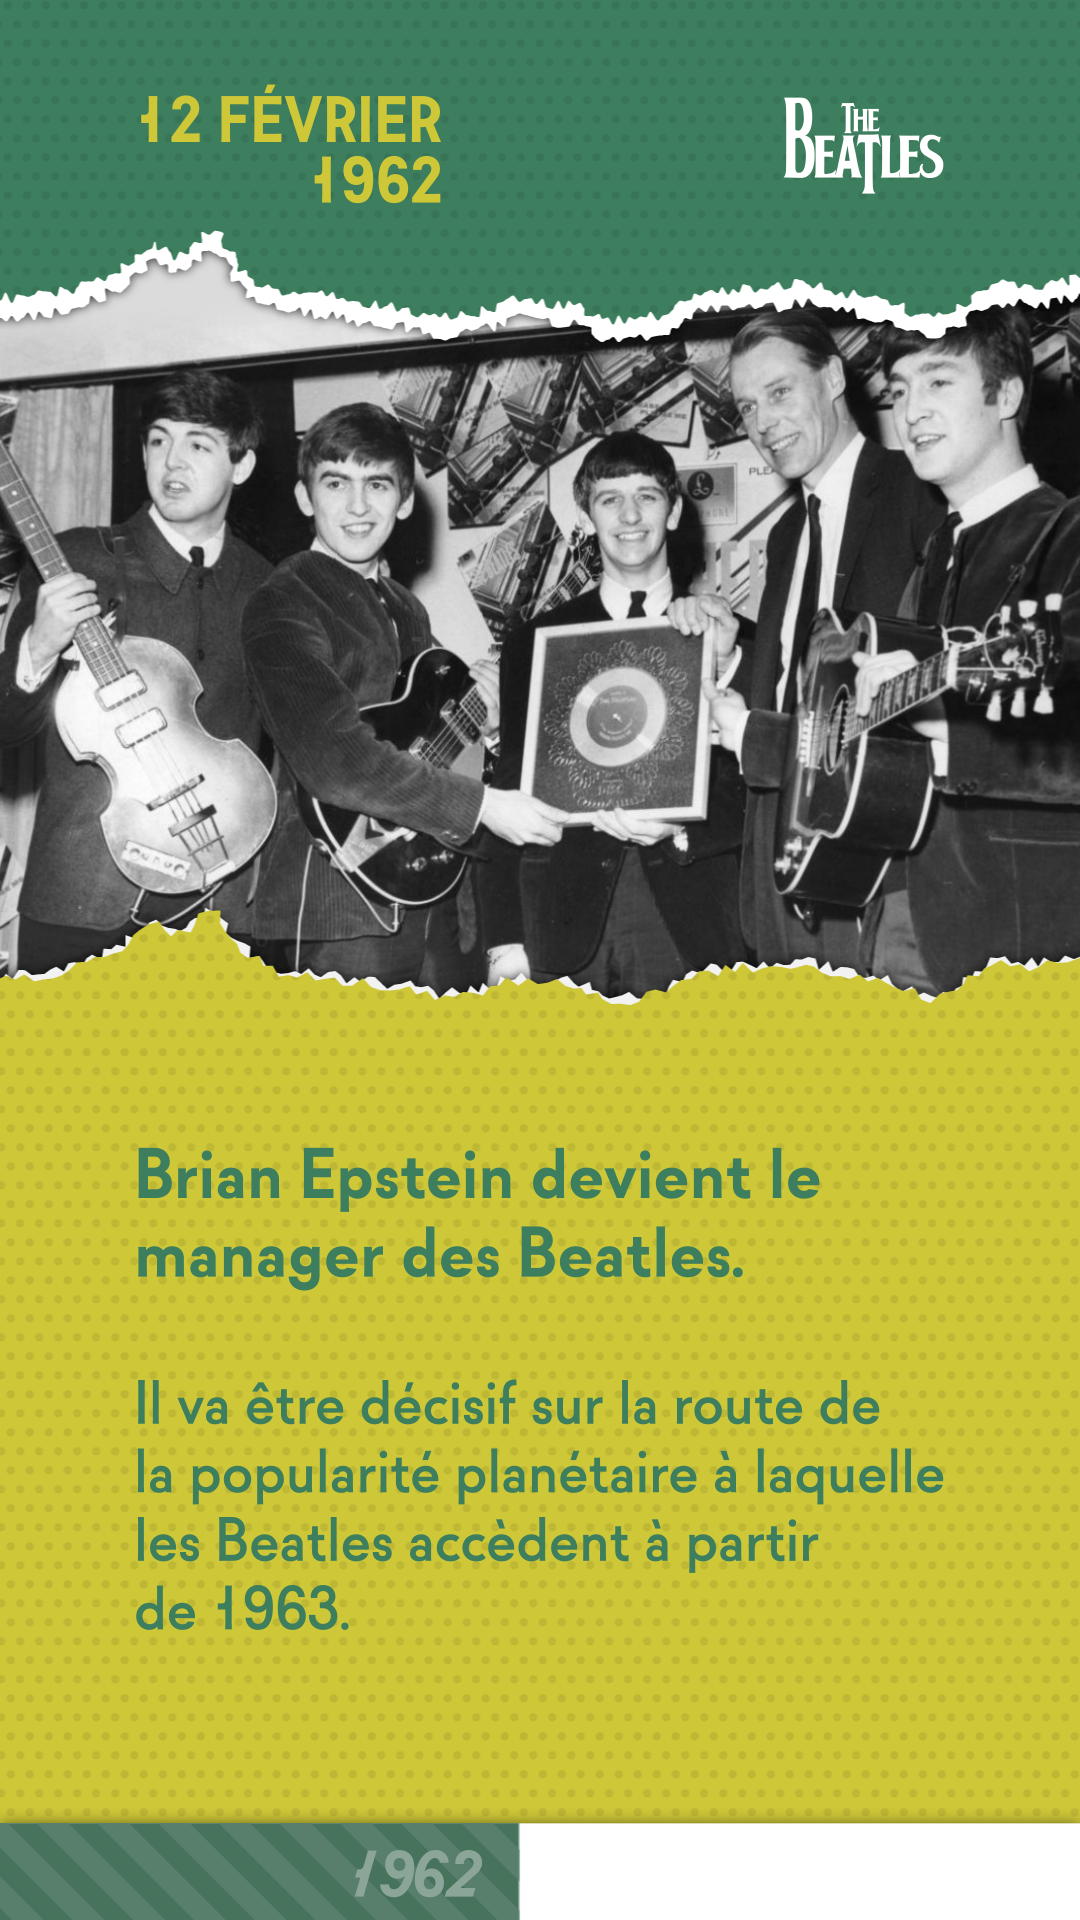 12 FÉVRIER
1962
THE
BEATLES
PLEA
Brian Epstein devient le
manager des Beatles.
Il va être décisif sur la route de
la popularité planétaire à laquelle
les Beatles accèdent à partir
de 1963.
1962